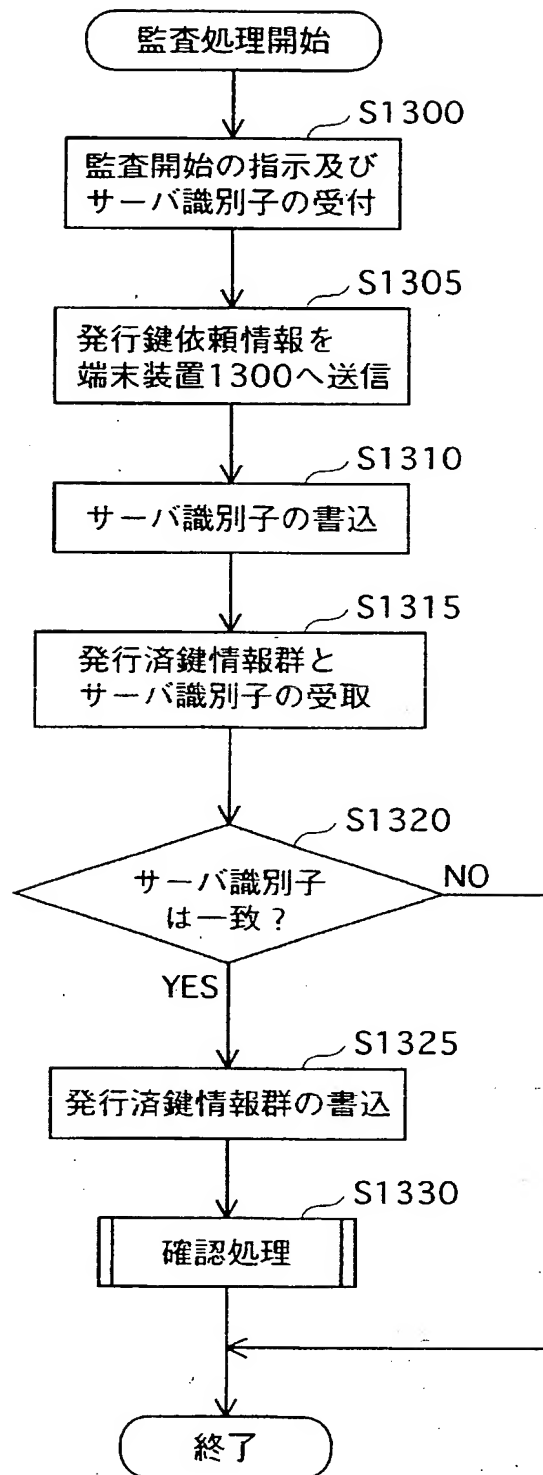 監査処理開始
S1300
監査開始の指示及び
サーバ識別子の受付
S1305
発行鍵依頼情報を
端末装置1300へ送信
S1310
サーバ識別子の書込
S1315
発行済鍵情報群と
サーバ識別子の受取
S1320
サーバ識別子
は一致?
NO
YES
S1325
発行済鍵情報群の書込
S1330
確認処理
終了